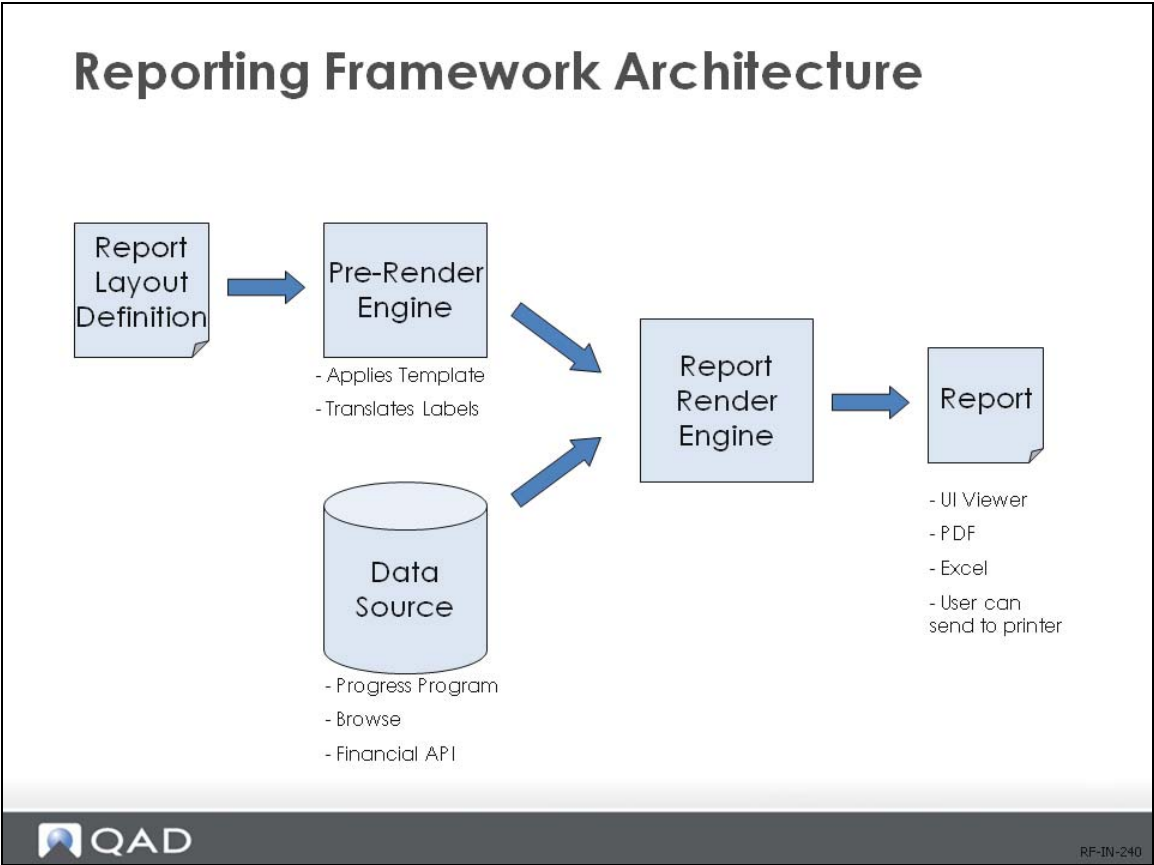 Reporting Framework Architecture
Report
Layout
Definition
Pre-Render
Engine
- Applies Template
- Translates Labels
Data
Source
- Progress Program
- Browse
- Financial API
Report
Render
Engine
Report
- UI Viewer
- PDF
- Excel
- User can
send to printer
QAD
RF-IN-240